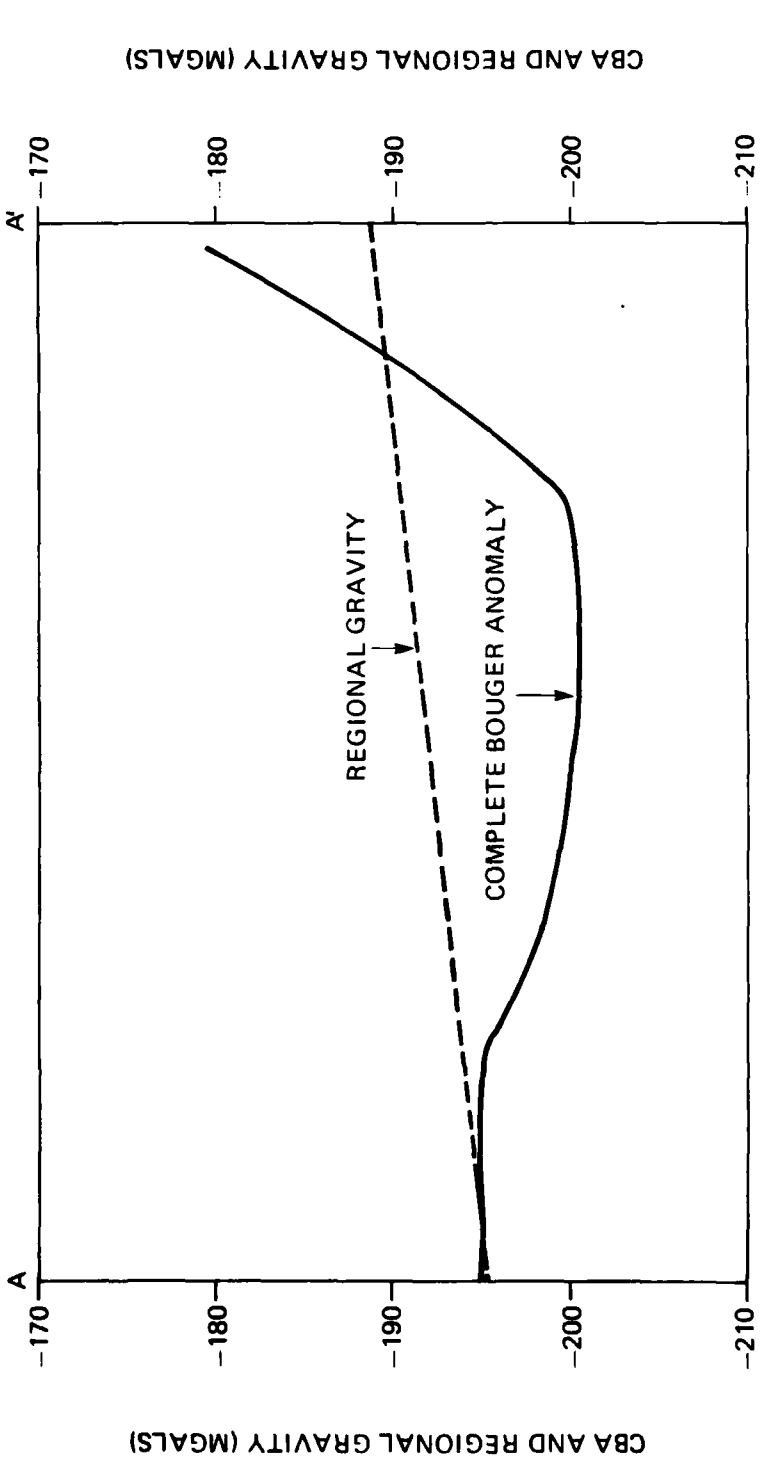 CBA AND REGIONAL GRAVITY (MGALS)
A
A'
-170
-180
-190
-200
-210
REGIONAL GRAVITY
COMPLETE BOUGER ANOMALY
-170
-180
-190
-200
-210
CBA AND REGIONAL GRAVITY (MGALS)